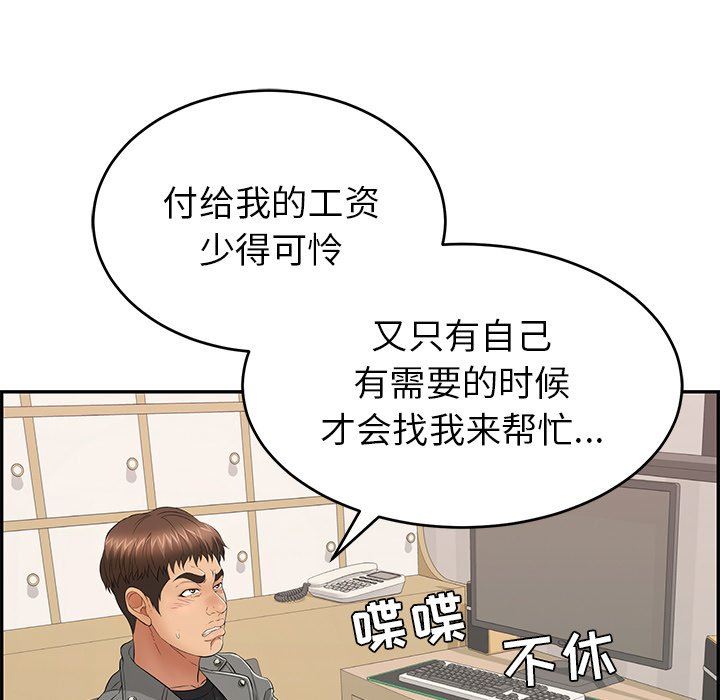 付给我的工资
少得可怜
又只有自己
有需要的时候
才会找我来帮忙…
喋喋
不休